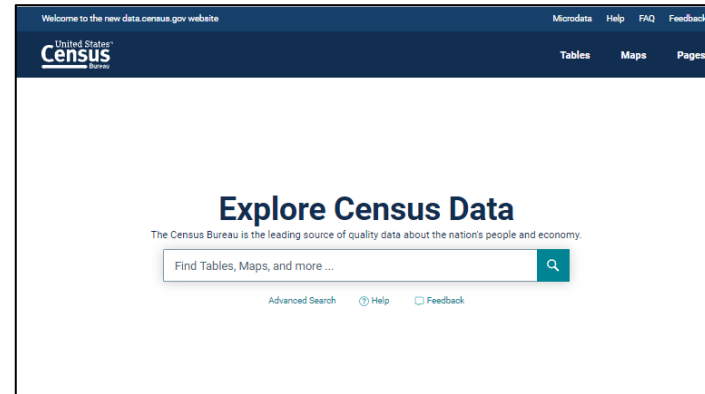 Welcome to the new data.census.gov website
Microdata Help FAQ Feedback
United States®
Census
Bureau
Tables Maps Pages
Explore Census Data
The Census Bureau is the leading source of quality data about the nation's people and economy.
Find Tables, Maps, and more ...
Advanced Search Help Feedback